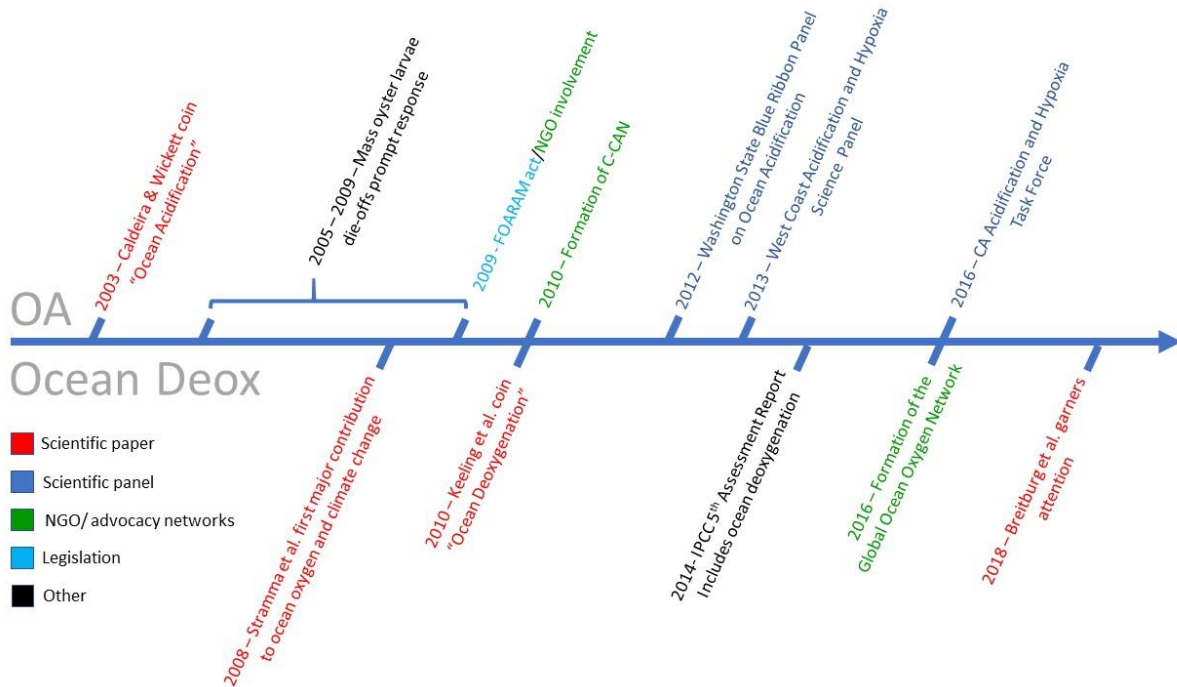 2003 – Caldeira & Wickett coin
“Ocean Acidification”
2005 – 2009 – Mass oyster larvae
die-offs prompt response
2009 - FOARAM act/NGO involvement
2010 – Formation of C-CAN
2012 – Washington State Blue Ribbon Panel
on Ocean Acidification
2013 – West Coast Acidification and Hypoxia
Science Panel
2016 – CA Acidification and Hypoxia
Task Force
OA
Ocean Deox
2008 – Stramma et al. first major contribution
to ocean oxygen and climate change
2010 – Keeling et al. coin
“Ocean Deoxygenation”
2014- IPCC 5th Assessment Report
Includes ocean deoxygenation
2016 – Formation of the
Global Ocean Oxygen Network
2018 – Breitburg et al. garners
attention
Scientific paper
Scientific panel
NGO/ advocacy networks
Legislation
Other